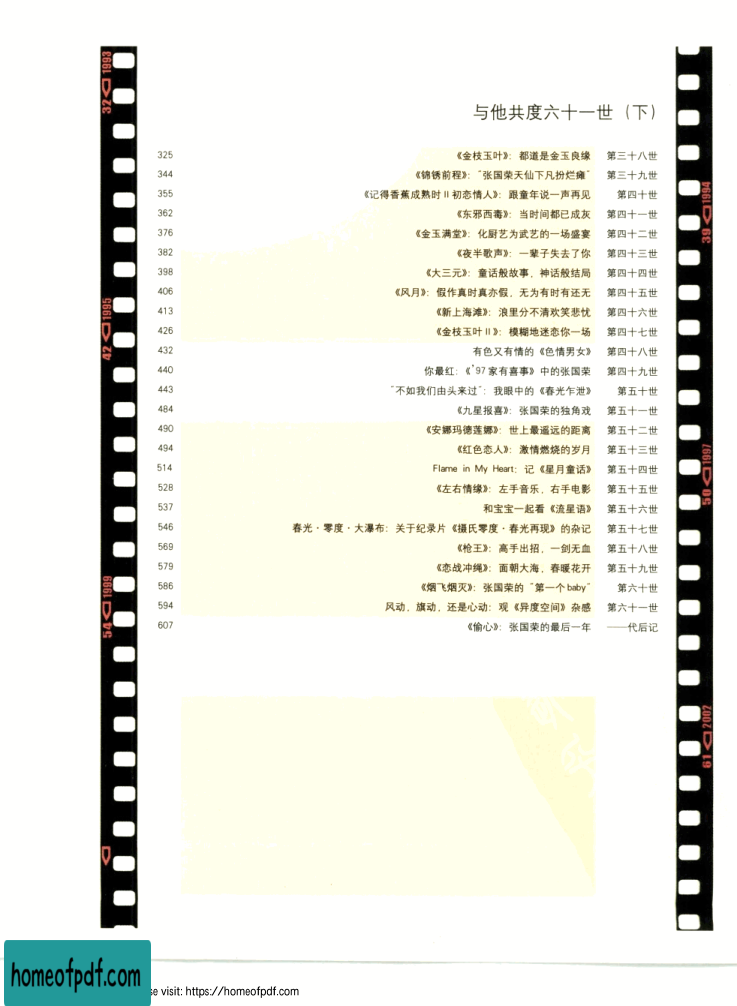 与他共度六十一世（下）
325 《金枝玉叶》：都道是金玉良缘 第三十八世
344 《锦锈前程》：“张国荣天仙下凡扮烂瘫” 第三十九世
355 《记得香蕉成熟时Ⅱ初恋情人》：跟童年说一声再见 第四十世
362 《东邪西毒》：当时间都已成灰 第四十一世
376 《金玉满堂》：化厨艺为武艺的一场盛宴 第四十二世
382 《夜半歌声》：一辈子失去了你 第四十三世
398 《大三元》：童话般故事，神话般结局 第四十四世
406 《风月》：假作真时真亦假，无为有时有还无 第四十五世
413 《新上海滩》：浪里分不清欢笑悲忧 第四十六世
426 《金枝玉叶Ⅱ》：模糊地迷恋你一场 第四十七世
432 有色又有情的《色情男女》 第四十八世
440 你最红：《'97家有喜事》中的张国荣 第四十九世
443 “不如我们由头来过”：我眼中的《春光乍泄》 第五十世
484 《九星报喜》：张国荣的独角戏 第五十一世
490 《安娜玛德莲娜》：世上最遥远的距离 第五十二世
494 《红色恋人》：激情燃烧的岁月 第五十三世
514 Flame in My Heart：记《星月童话》 第五十四世
528 《左右情缘》：左手音乐，右手电影 第五十五世
537 和宝宝一起看《流星语》 第五十六世
546 春光·零度·大瀑布：关于纪录片《摄氏零度·春光再现》的杂记 第五十七世
569 《枪王》：高手出招，一剑无血 第五十八世
579 《恋战冲绳》：面朝大海，春暖花开 第五十九世
586 《烟飞烟灭》：张国荣的“第一个baby” 第六十世
594 风动，旗动，还是心动：观《异度空间》杂感 第六十一世
607 《偷心》：张国荣的最后一年 ——代后记
32 1993
42 1995
54 1999
39 1994
50 1997
61 2002
homeofpdf.com
se visit: https://homeofpdf.com